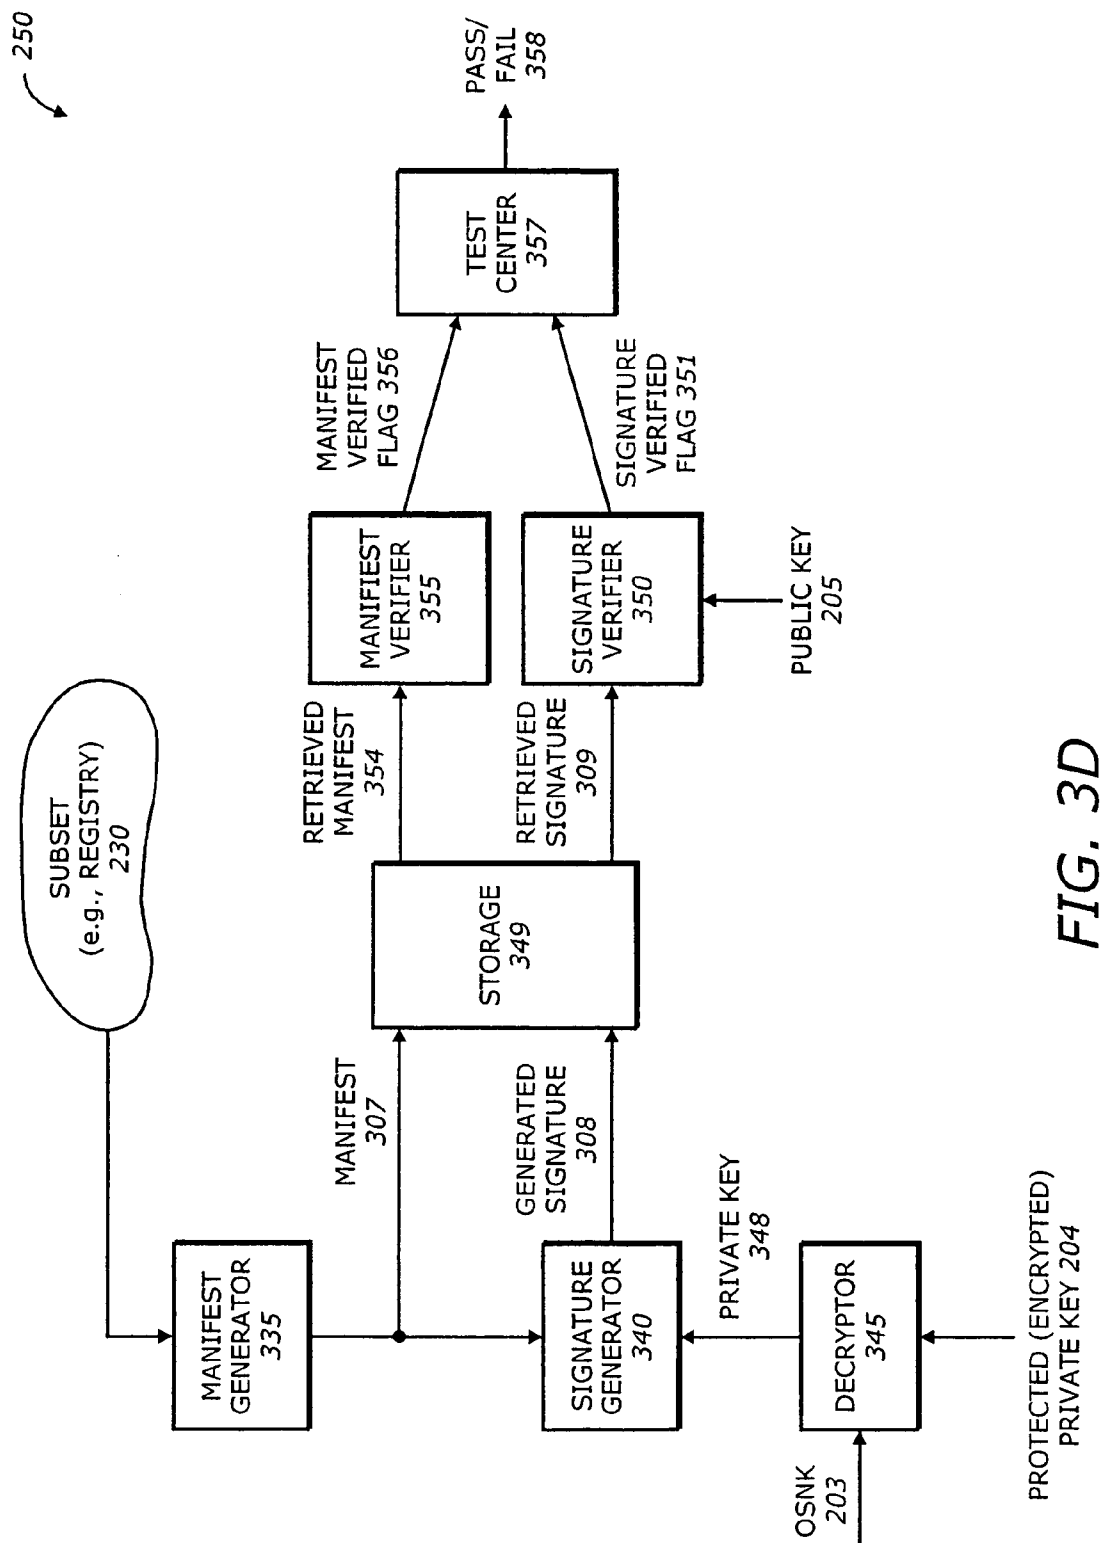 250
SUBSET
(e.g., REGISTRY)
230
MANIFEST
GENERATOR
335
MANIFEST
307
RETRIEVED
MANIFEST
354
MANIFIEST
VERIFIER
355
MANIFEST
VERIFIED
FLAG 356
STORAGE
349
TEST
CENTER
357
PASS/
FAIL
358
SIGNATURE
GENERATOR
340
GENERATED
SIGNATURE
308
RETRIEVED
SIGNATURE
309
SIGNATURE
VERIFIER
350
SIGNATURE
VERIFIED
FLAG 351
PRIVATE KEY
348
PUBLIC KEY
205
OSNK
203
DECRYPTOR
345
PROTECTED (ENCRYPTED)
PRIVATE KEY 204
FIG. 3D